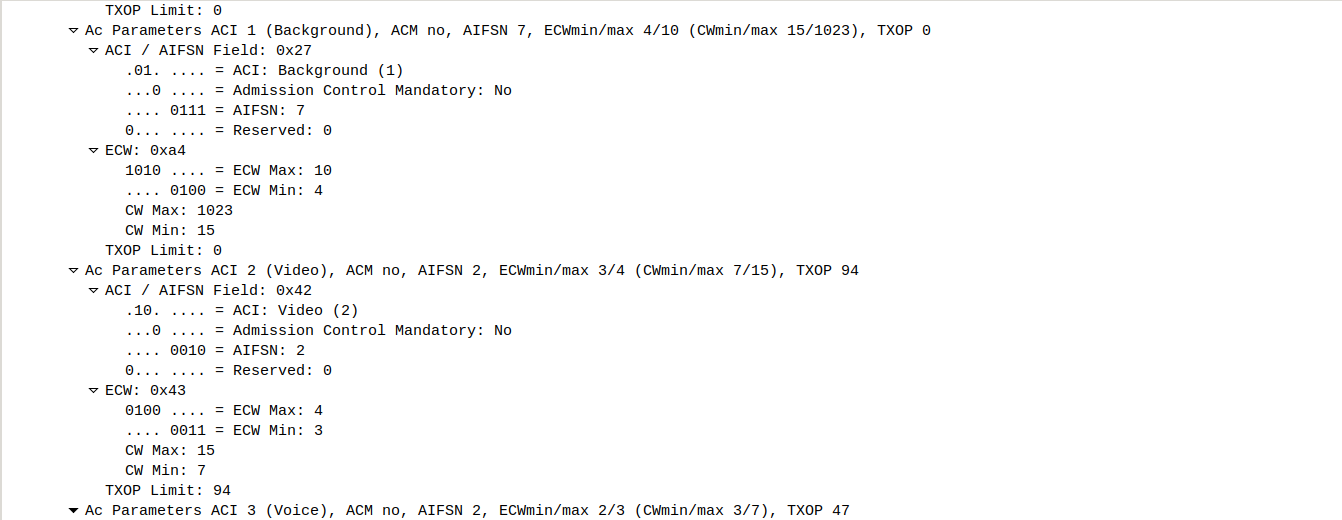 TXOP Limit: 0
Ac Parameters ACI 1 (Background), ACM no, AIFSN 7, ECWmin/max 4/10 (CWmin/max 15/1023), TXOP 0
ACI / AIFSN Field: 0x27
.01. .... = ACI: Background (1)
...0 .... = Admission Control Mandatory: No
.... 0111 = AIFSN: 7
0... .... = Reserved: 0
ECW: 0xa4
1010 .... = ECW Max: 10
.... 0100 = ECW Min: 4
CW Max: 1023
CW Min: 15
TXOP Limit: 0
Ac Parameters ACI 2 (Video), ACM no, AIFSN 2, ECWmin/max 3/4 (CWmin/max 7/15), TXOP 94
ACI / AIFSN Field: 0x42
.10. .... = ACI: Video (2)
...0 .... = Admission Control Mandatory: No
.... 0010 = AIFSN: 2
0... .... = Reserved: 0
ECW: 0x43
0100 .... = ECW Max: 4
.... 0011 = ECW Min: 3
CW Max: 15
CW Min: 7
TXOP Limit: 94
Ac Parameters ACI 3 (Voice), ACM no, AIFSN 2, ECWmin/max 2/3 (CWmin/max 3/7), TXOP 47